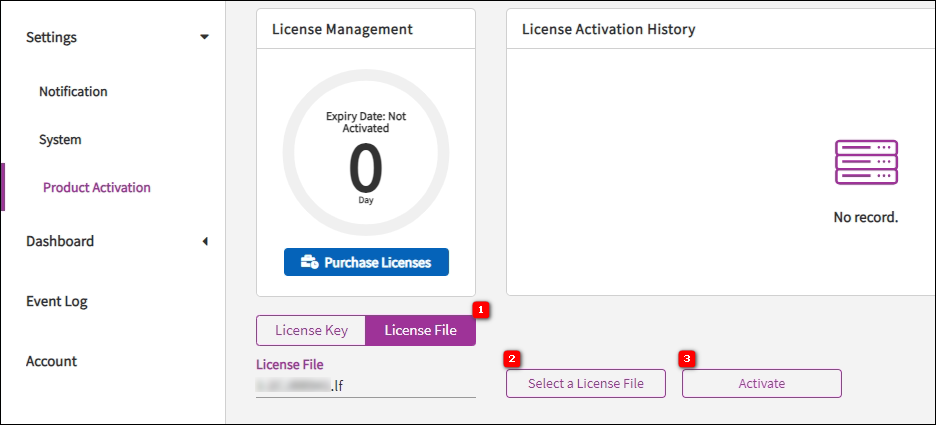 Settings
Notification
System
Product Activation
Dashboard
Event Log
Account
License Management
Expiry Date: Not
Activated
0
Day
Purchase Licenses
License Activation History
No record.
1
License Key
License File
License File
.lf
2
Select a License File
3
Activate